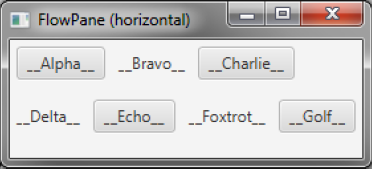 FlowPane (horizontal)
__Alpha__ __Bravo__ __Charlie__
__Delta__ __Echo__ __Foxtrot__ __Golf__